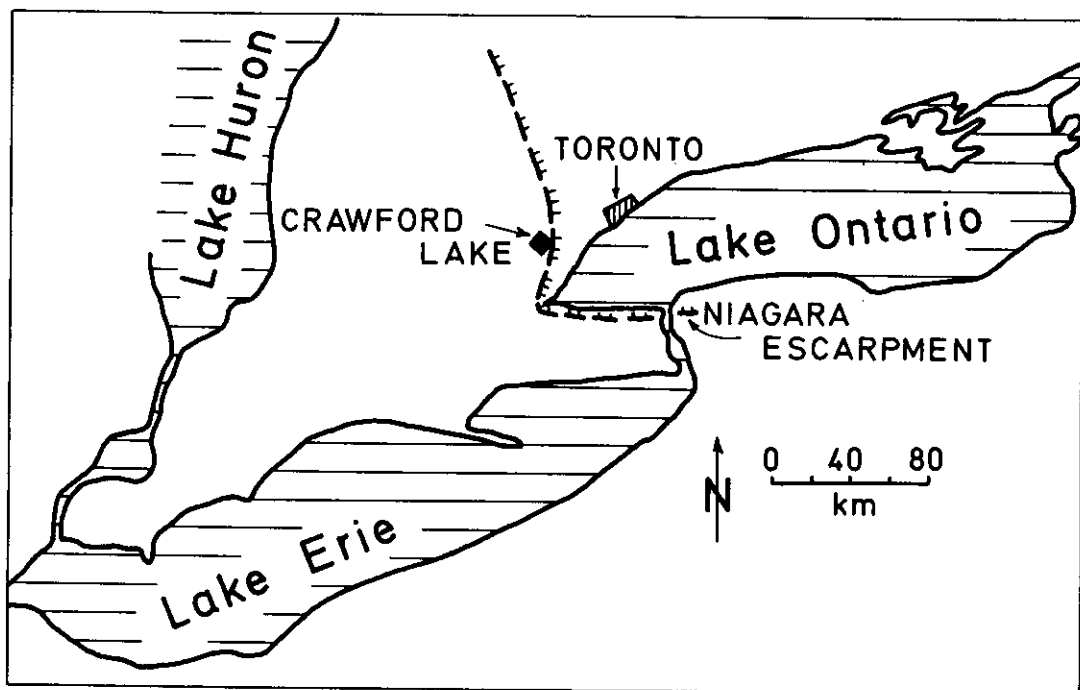 Lake Huron
TORONTO
CRAWFORD
LAKE
Lake Ontario
NIAGARA
ESCARPMENT
N
0 40 80
km
Lake Erie